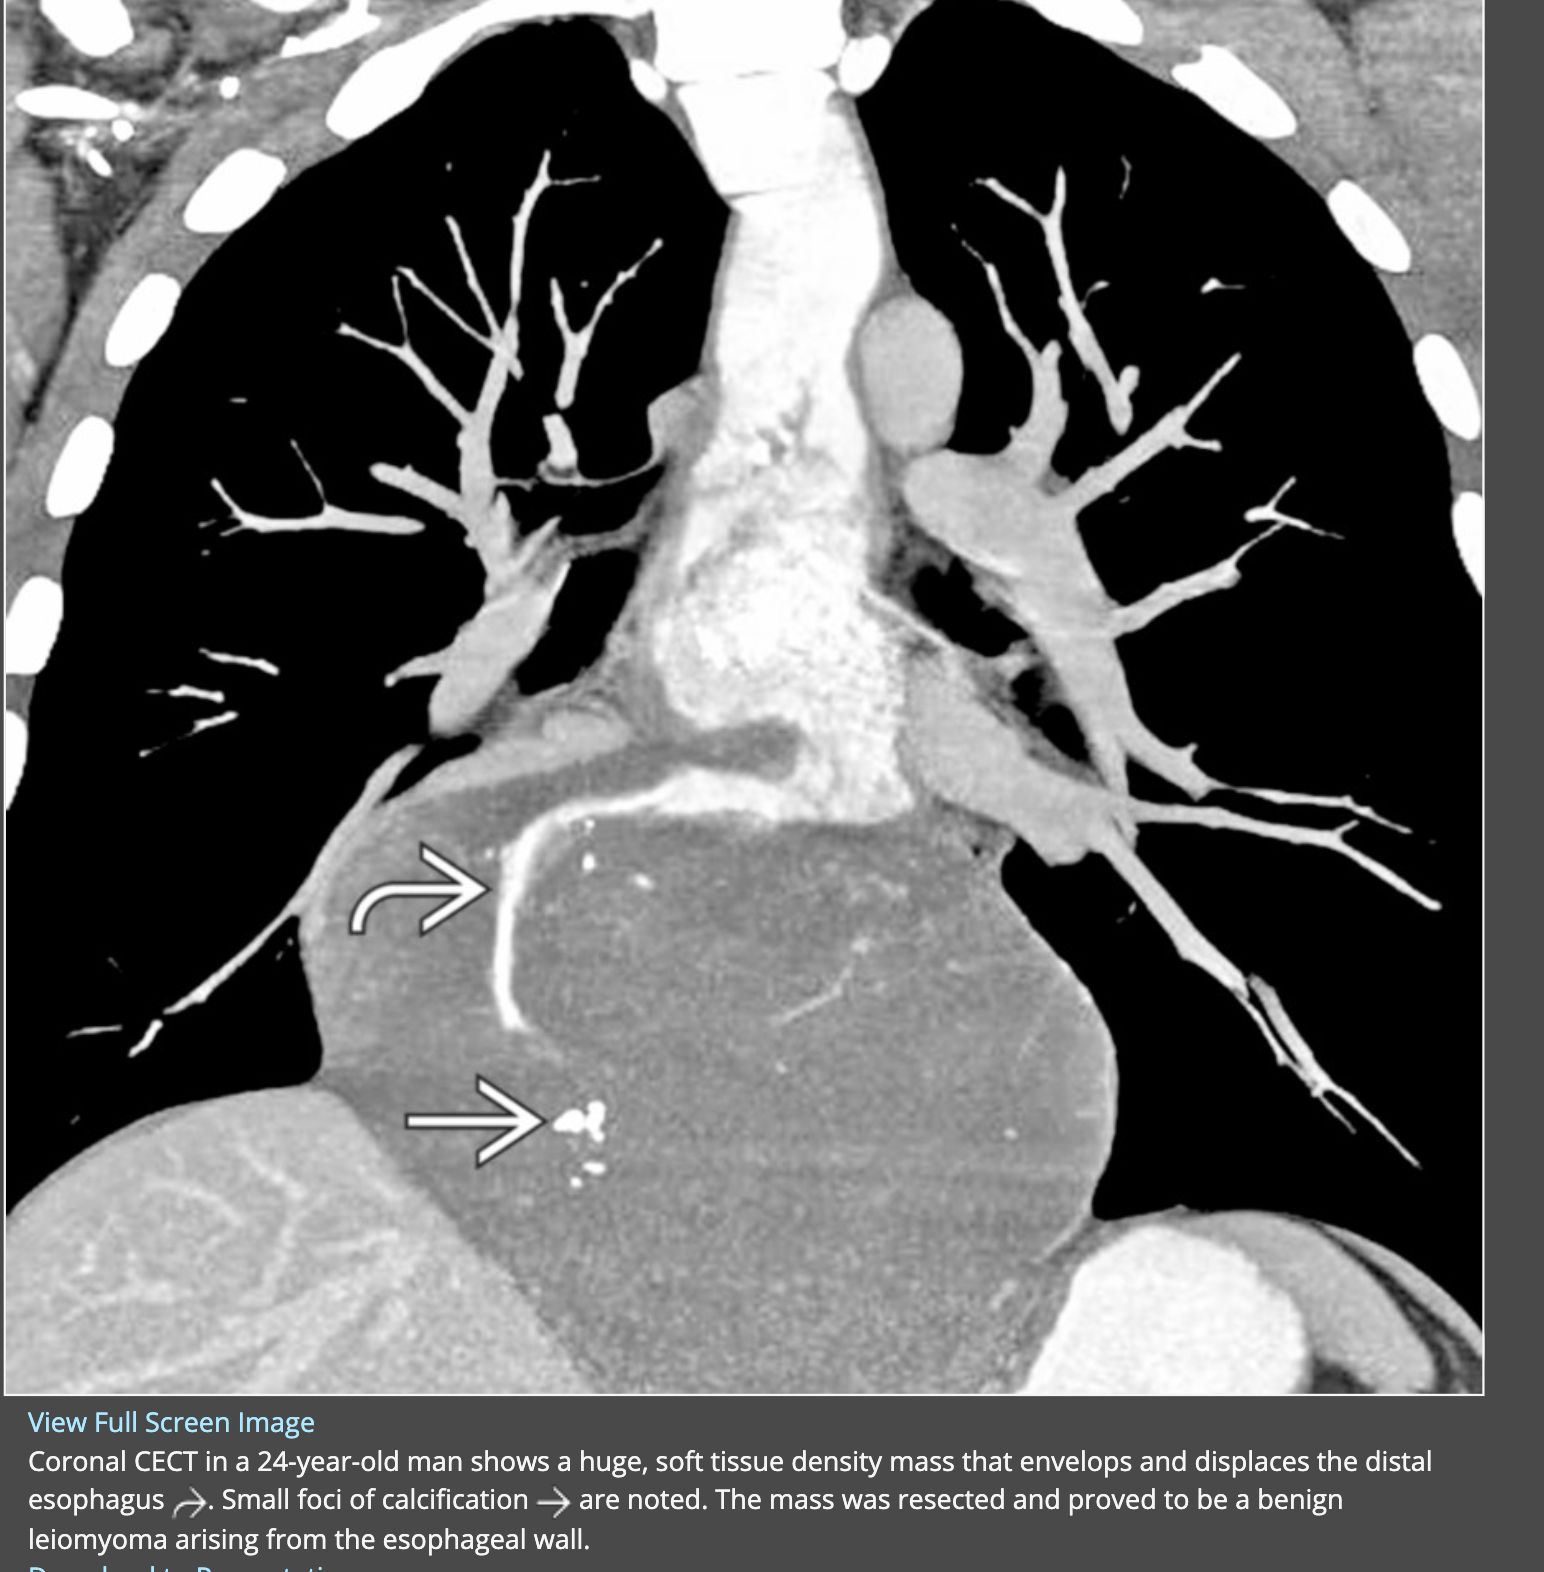 View Full Screen Image
Coronal CECT in a 24-year-old man shows a huge, soft tissue density mass that envelops and displaces the distal
esophagus. Small foci of calcification are noted. The mass was resected and proved to be a benign
leiomyoma arising from the esophageal wall.